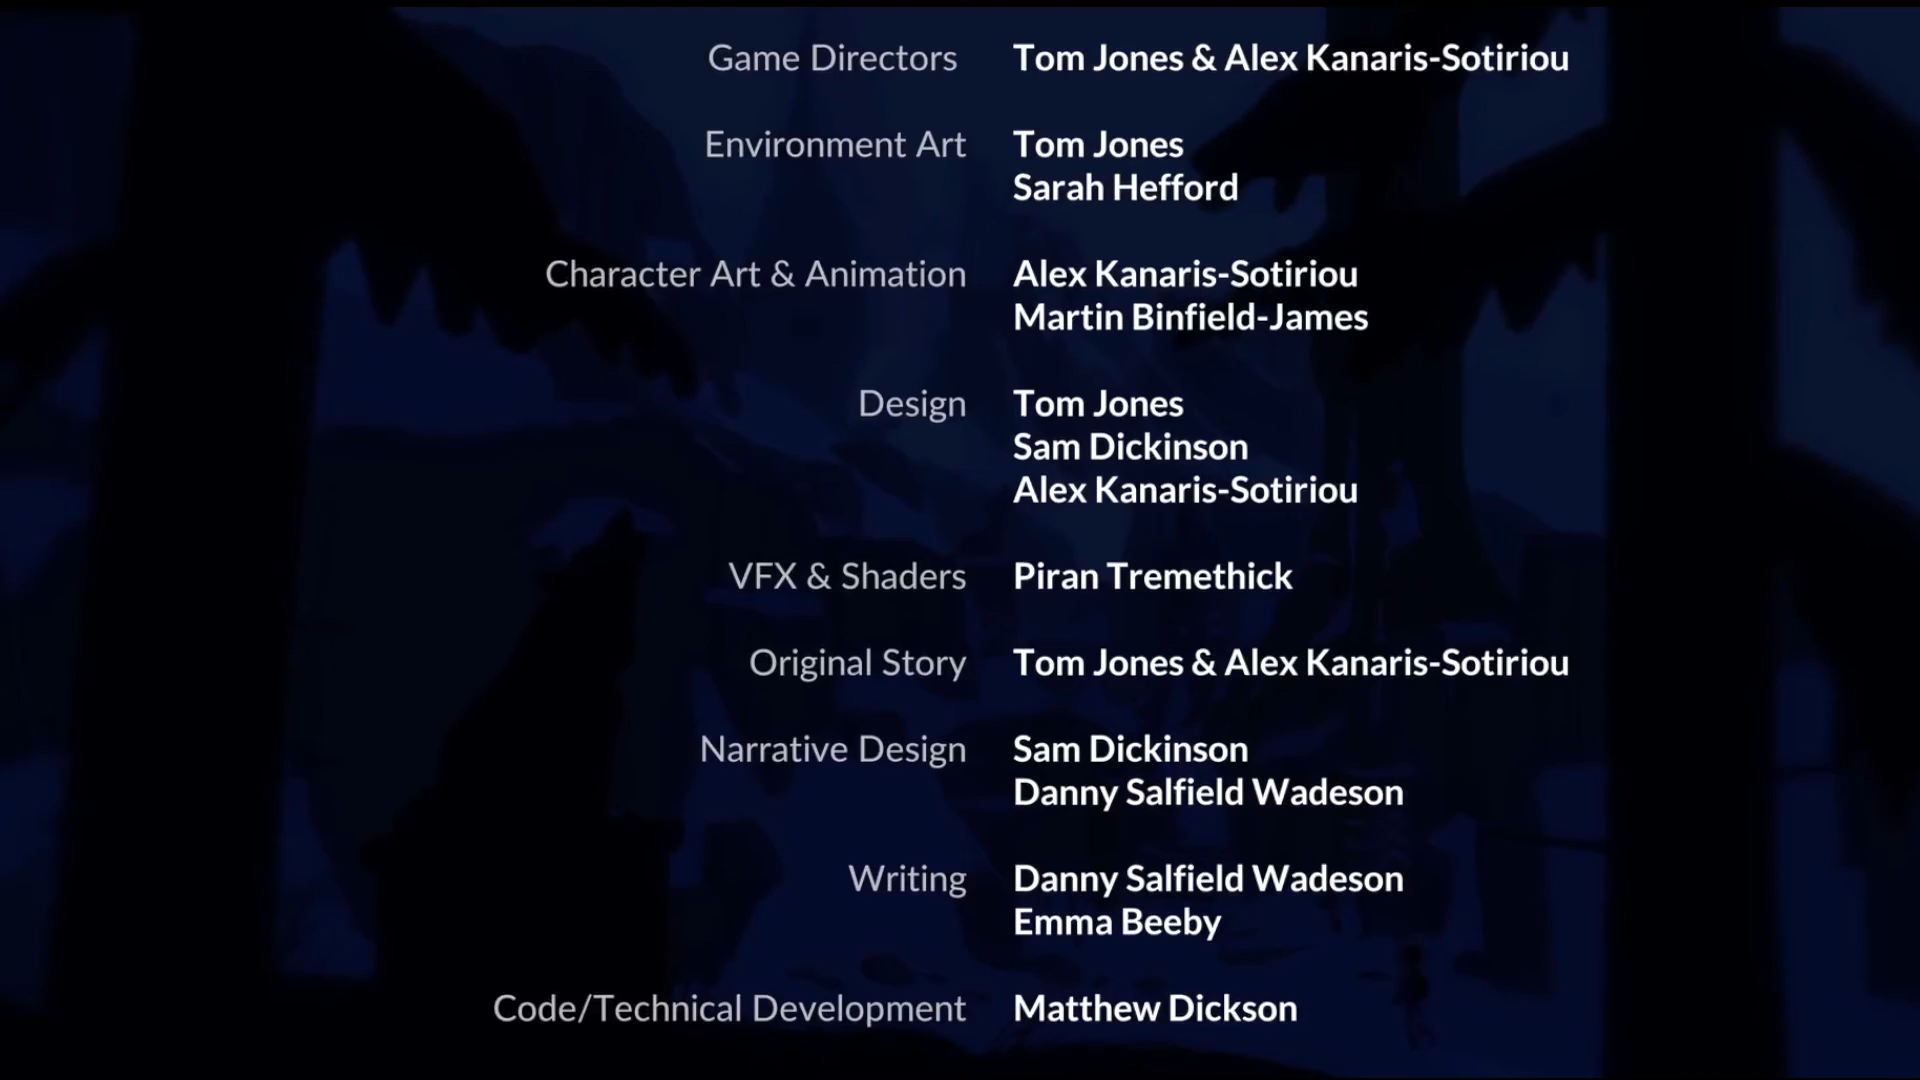 Game Directors Tom Jones & Alex Kanaris-Sotiriou
Environment Art Tom Jones
Sarah Hefford
Character Art & Animation Alex Kanaris-Sotiriou
Martin Binfield-James
Design Tom Jones
Sam Dickinson
Alex Kanaris-Sotiriou
VFX & Shaders Piran Tremethick
Original Story Tom Jones & Alex Kanaris-Sotiriou
Narrative Design Sam Dickinson
Danny Salfield Wadeson
Writing Danny Salfield Wadeson
Emma Beeby
Code/Technical Development Matthew Dickson